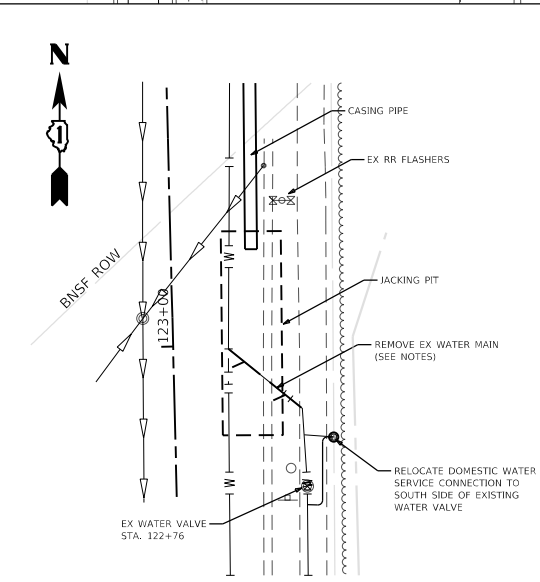 N
1
CASING PIPE
EX RR FLASHERS
BNSF ROW
W
JACKING PIT
123+00
REMOVE EX WATER MAIN
(SEE NOTES)
W
W
RELOCATE DOMESTIC WATER
SERVICE CONNECTION TO
SOUTH SIDE OF EXISTING
WATER VALVE
EX WATER VALVE
STA. 122+76